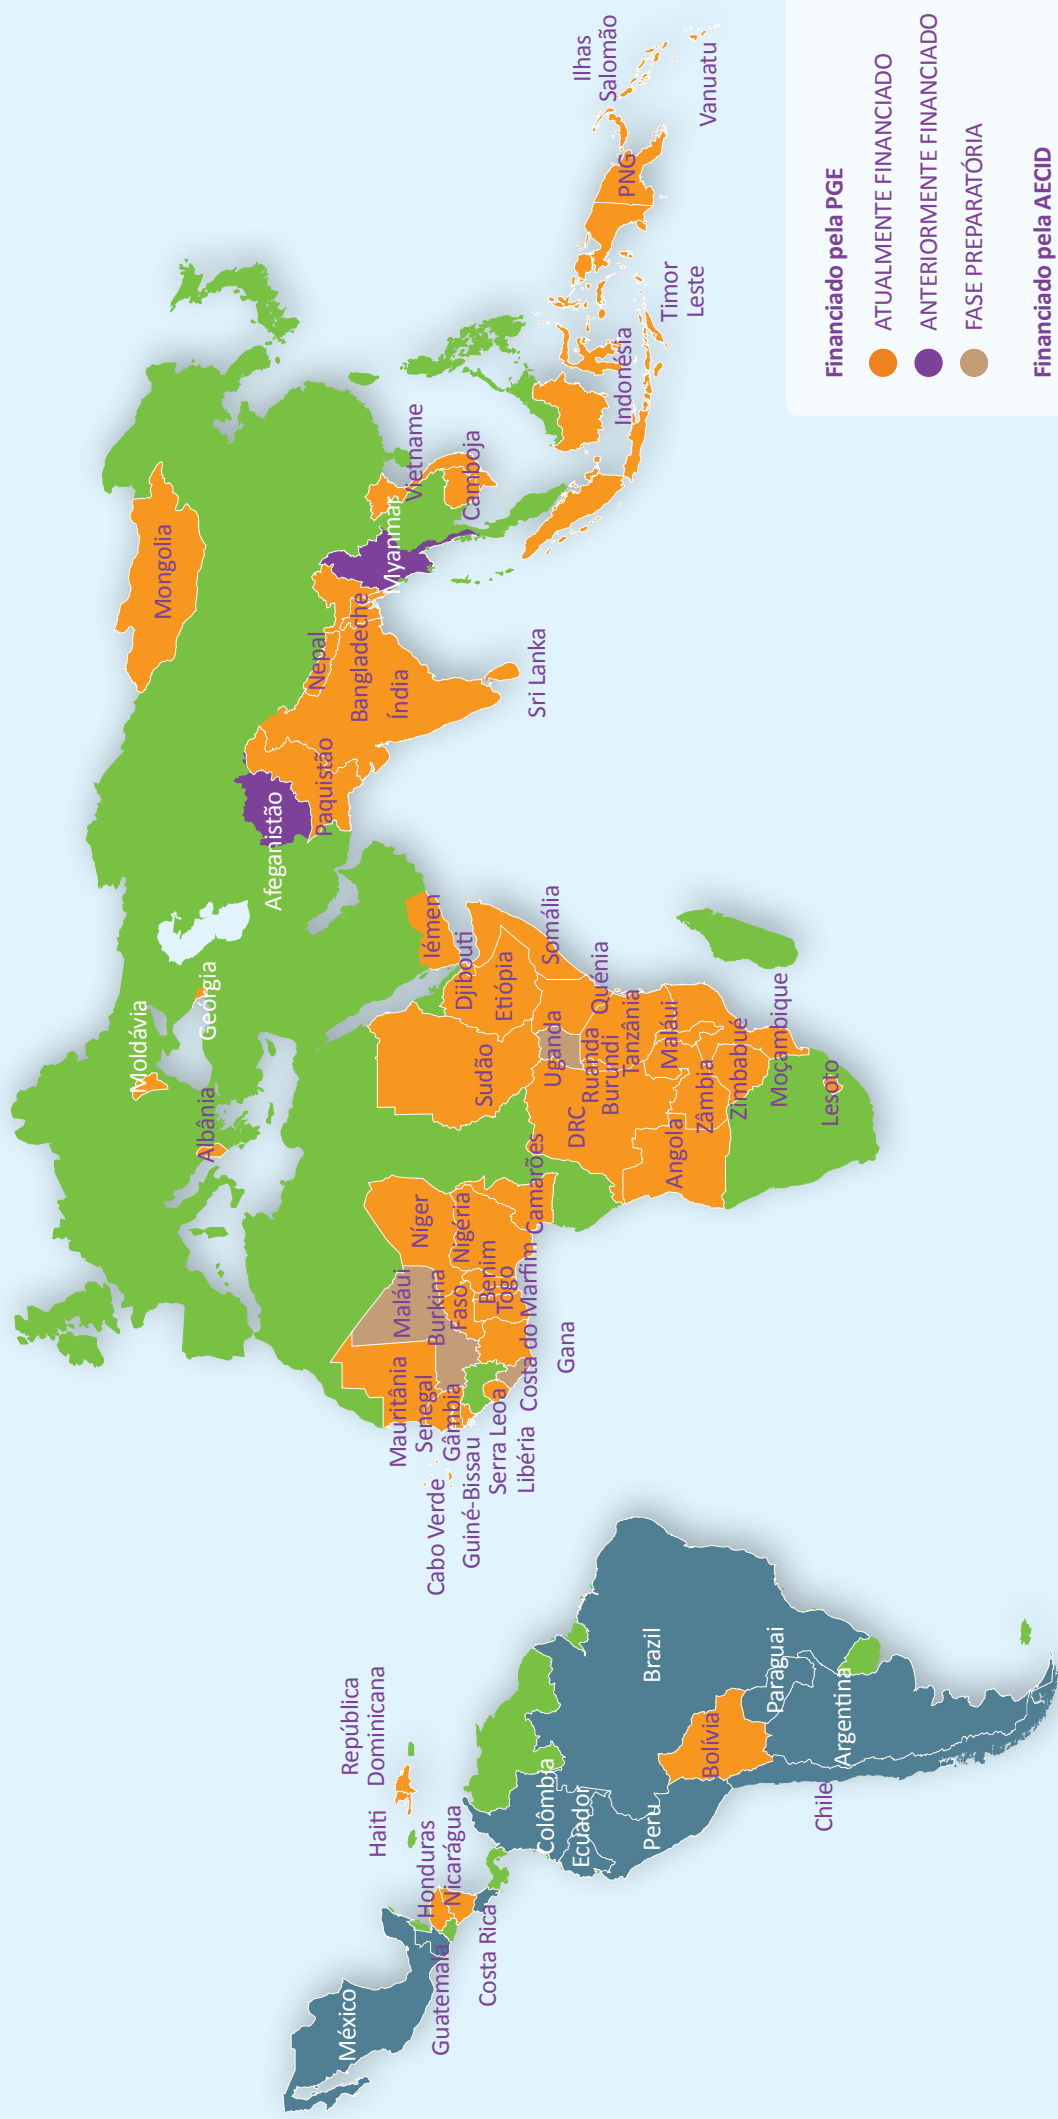 México
Guatemala
Honduras
Nicarágua
Costa Rica
Haiti
República
Dominicana
Colômbia
Ecuador
Peru
Brazil
Bolívia
Paraguai
Chile
Argentina
Cabo Verde
Mauritânia
Senegal
Gâmbia
Guiné-Bissau
Serra Leoa
Libéria
Maláui
Burkina
Faso
Níger
Nigéria
Benim
Togo
Costa do Marfim
Gana
Camarões
Sudão
DRC
Angola
Uganda
Ruanda
Burundi
Tanzânia
Maláui
Zâmbia
Zimbabué
Moçambique
Lesoto
Djibouti
Etiópia
Somália
Quénia
Iémen
Albânia
Moldávia
Geórgia
Afeganistão
Paquistão
Nepal
Bangladeche
Índia
Sri Lanka
Mongolia
Myanmar
Vietname
Camboja
Indonésia
Timor
Leste
PNG
Ilhas
Salomão
Vanuatu
Financiado pela PGE
ATUALMENTE FINANCIADO
ANTERIORMENTE FINANCIADO
FASE PREPARATÓRIA
Financiado pela AECID